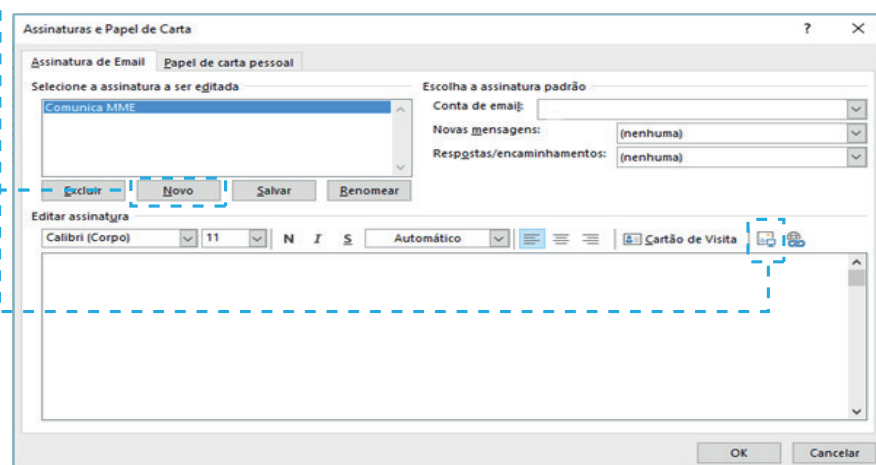 Assinaturas e Papel de Carta ?
Assinatura de Email Papel de carta pessoal
Selecione a assinatura a ser editada Escolha a assinatura padrão
Comunica MME
Conta de email:
Novas mensagens: (nenhuma)
Respostas/encaminhamentos: (nenhuma)
Excluir Novo Salvar Renomear
Editar assinatura
Calibri (Corpo) 11 N I S Automático Cartão de Visita
OK Cancelar